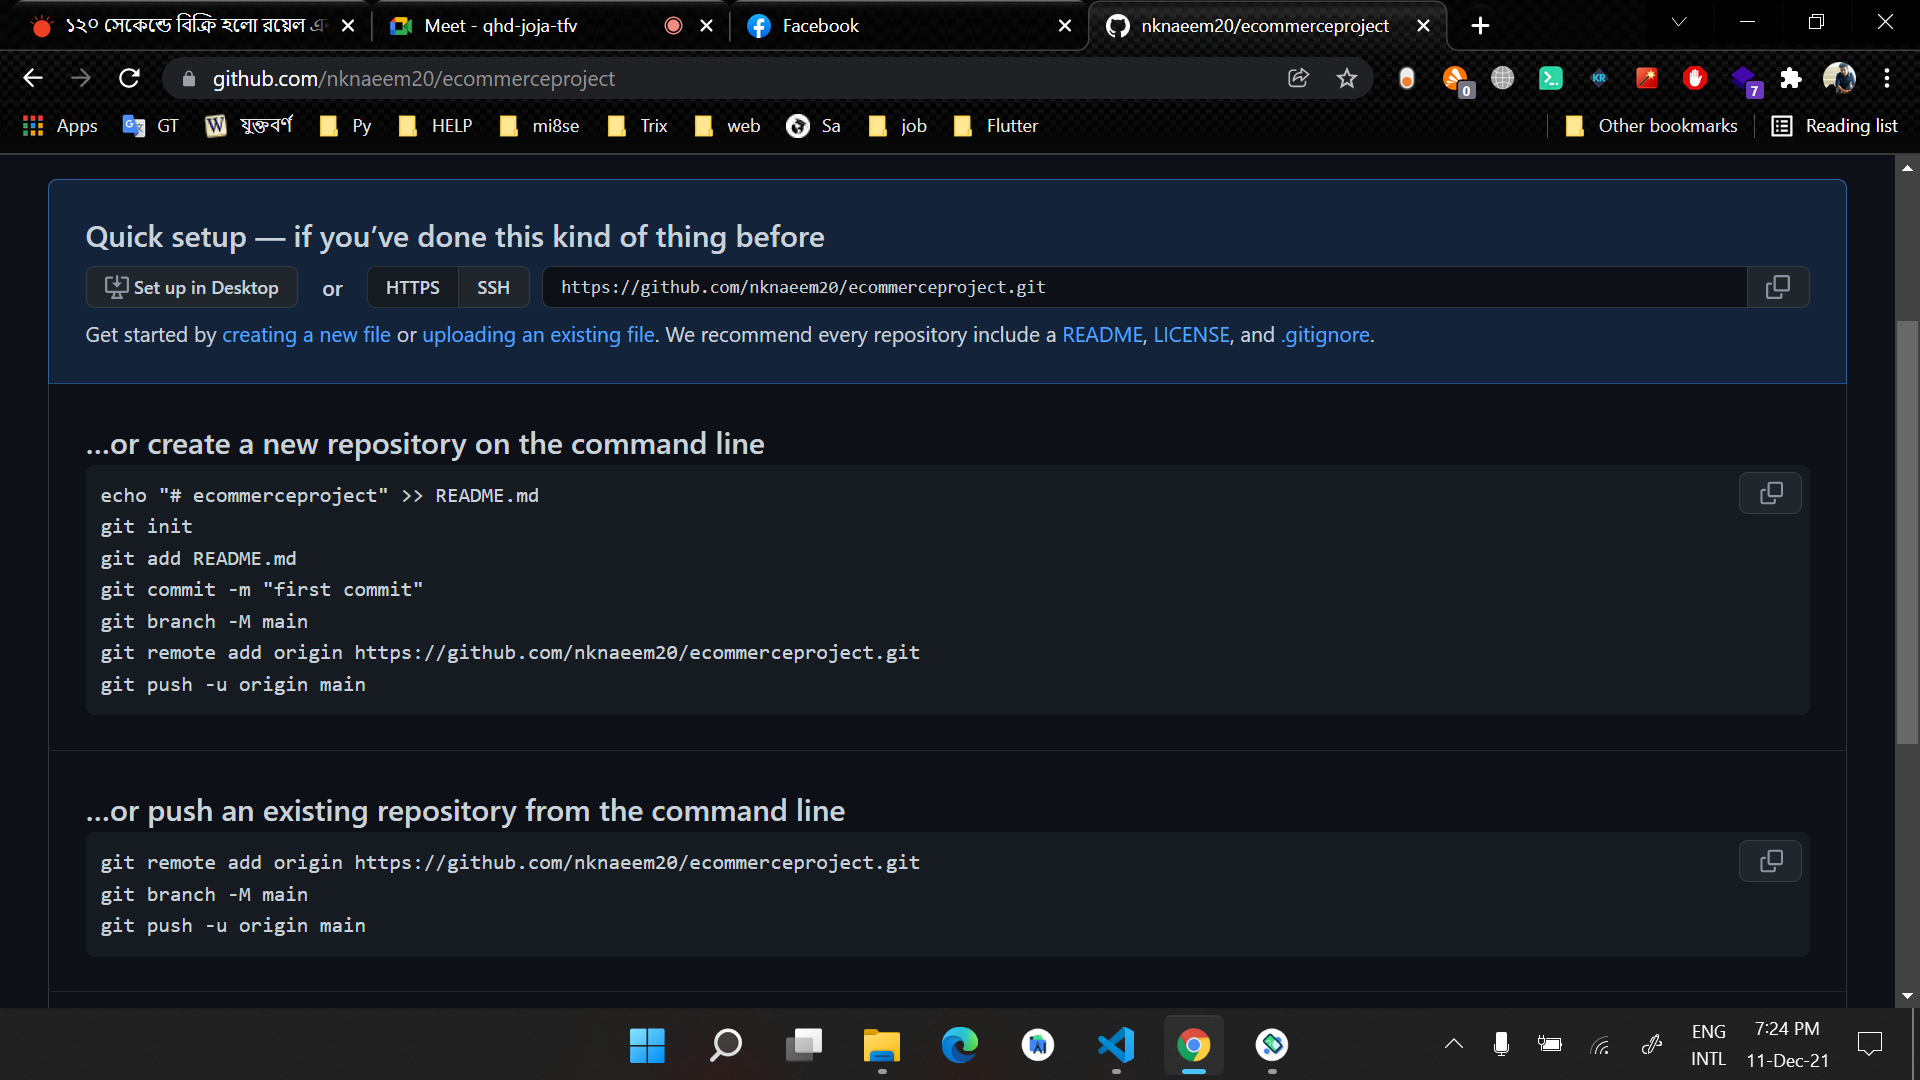 ১২০ সেকেন্ডে বিক্রি হলো রয়েল এ
Meet - qhd-joja-tfv
Facebook
nknaeem20/ecommerceproject
github.com/nknaeem20/ecommerceproject
KR
0
7
Apps
GT
যুক্তবর্ণ
Py
HELP
mi8se
Trix
web
Sa
job
Flutter
Other bookmarks
Reading list
Quick setup — if you've done this kind of thing before
Set up in Desktop or HTTPS SSH https://github.com/nknaeem20/ecommerceproject.git
Get started by creating a new file or uploading an existing file. We recommend every repository include a README, LICENSE, and .gitignore.
...or create a new repository on the command line
echo "# ecommerceproject" >> README.md
git init
git add README.md
git commit -m "first commit"
git branch -M main
git remote add origin https://github.com/nknaeem20/ecommerceproject.git
git push -u origin main
...or push an existing repository from the command line
git remote add origin https://github.com/nknaeem20/ecommerceproject.git
git branch -M main
git push -u origin main
ENG
INTL
7:24 PM
11-Dec-21